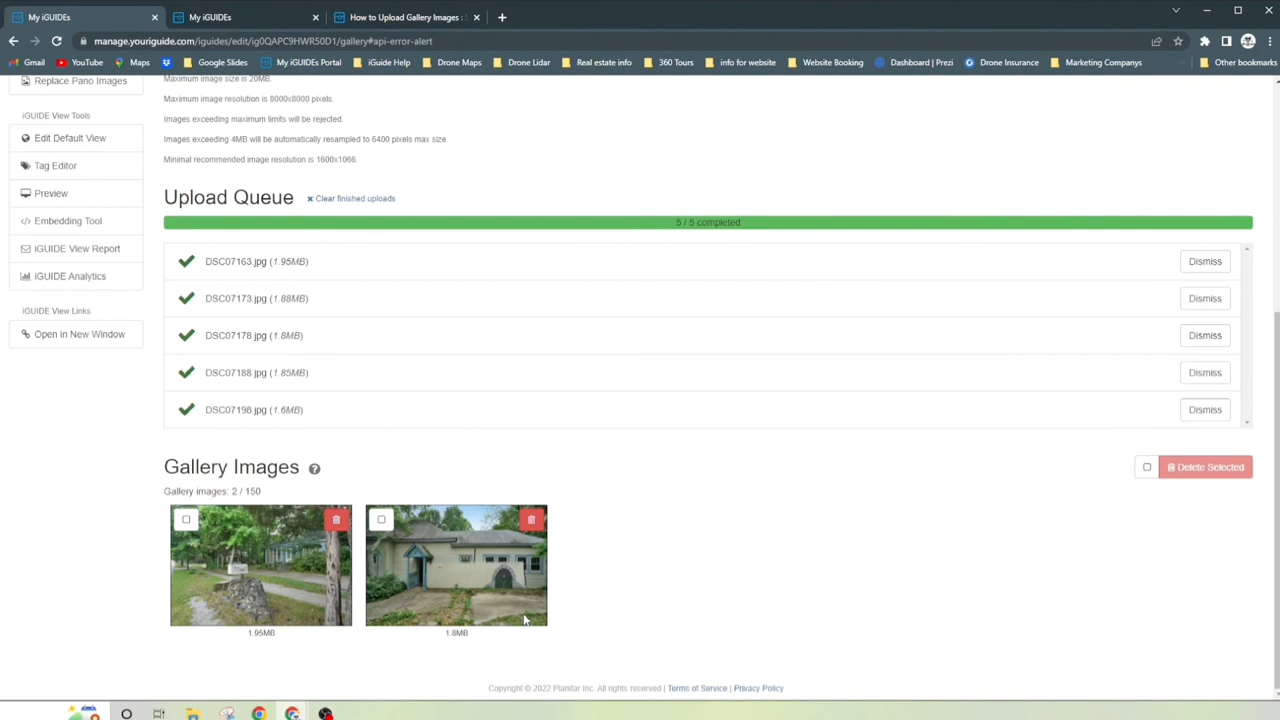 My iGUIDEs
My iGUIDEs
How to Upload Gallery Images :
manage.youriguide.com/iguides/edit/ig0QAPC9HWR50D1/gallery#api-error-alert
Gmail YouTube Maps Google Slides My iGUIDEs Portal iGuide Help Drone Maps Drone Lidar Real estate info 360 Tours info for website Website Booking Dashboard | Prezi Drone Insurance Marketing Companys Other bookmarks
Replace Pano Images
iGUIDE View Tools
Edit Default View
Tag Editor
Preview
Embedding Tool
iGUIDE View Report
iGUIDE Analytics
iGUIDE View Links
Open in New Window
Maximum image size is 20MB.
Maximum image resolution is 8000x8000 pixels.
Images exceeding maximum limits will be rejected.
Images exceeding 4MB will be automatically resampled to 6400 pixels max size.
Minimal recommended image resolution is 1600x1066.
Upload Queue × Clear finished uploads
5 / 5 completed
DSC07163.jpg (1.95MB) Dismiss
DSC07173.jpg (1.88MB) Dismiss
DSC07178.jpg (1.8MB) Dismiss
DSC07188.jpg (1.85MB) Dismiss
DSC07198.jpg (1.6MB) Dismiss
Gallery Images ?
Delete Selected
Gallery images: 2 / 150
1.95MB
1.8MB
Copyright © 2022 Planitar Inc. All rights reserved | Terms of Service | Privacy Policy